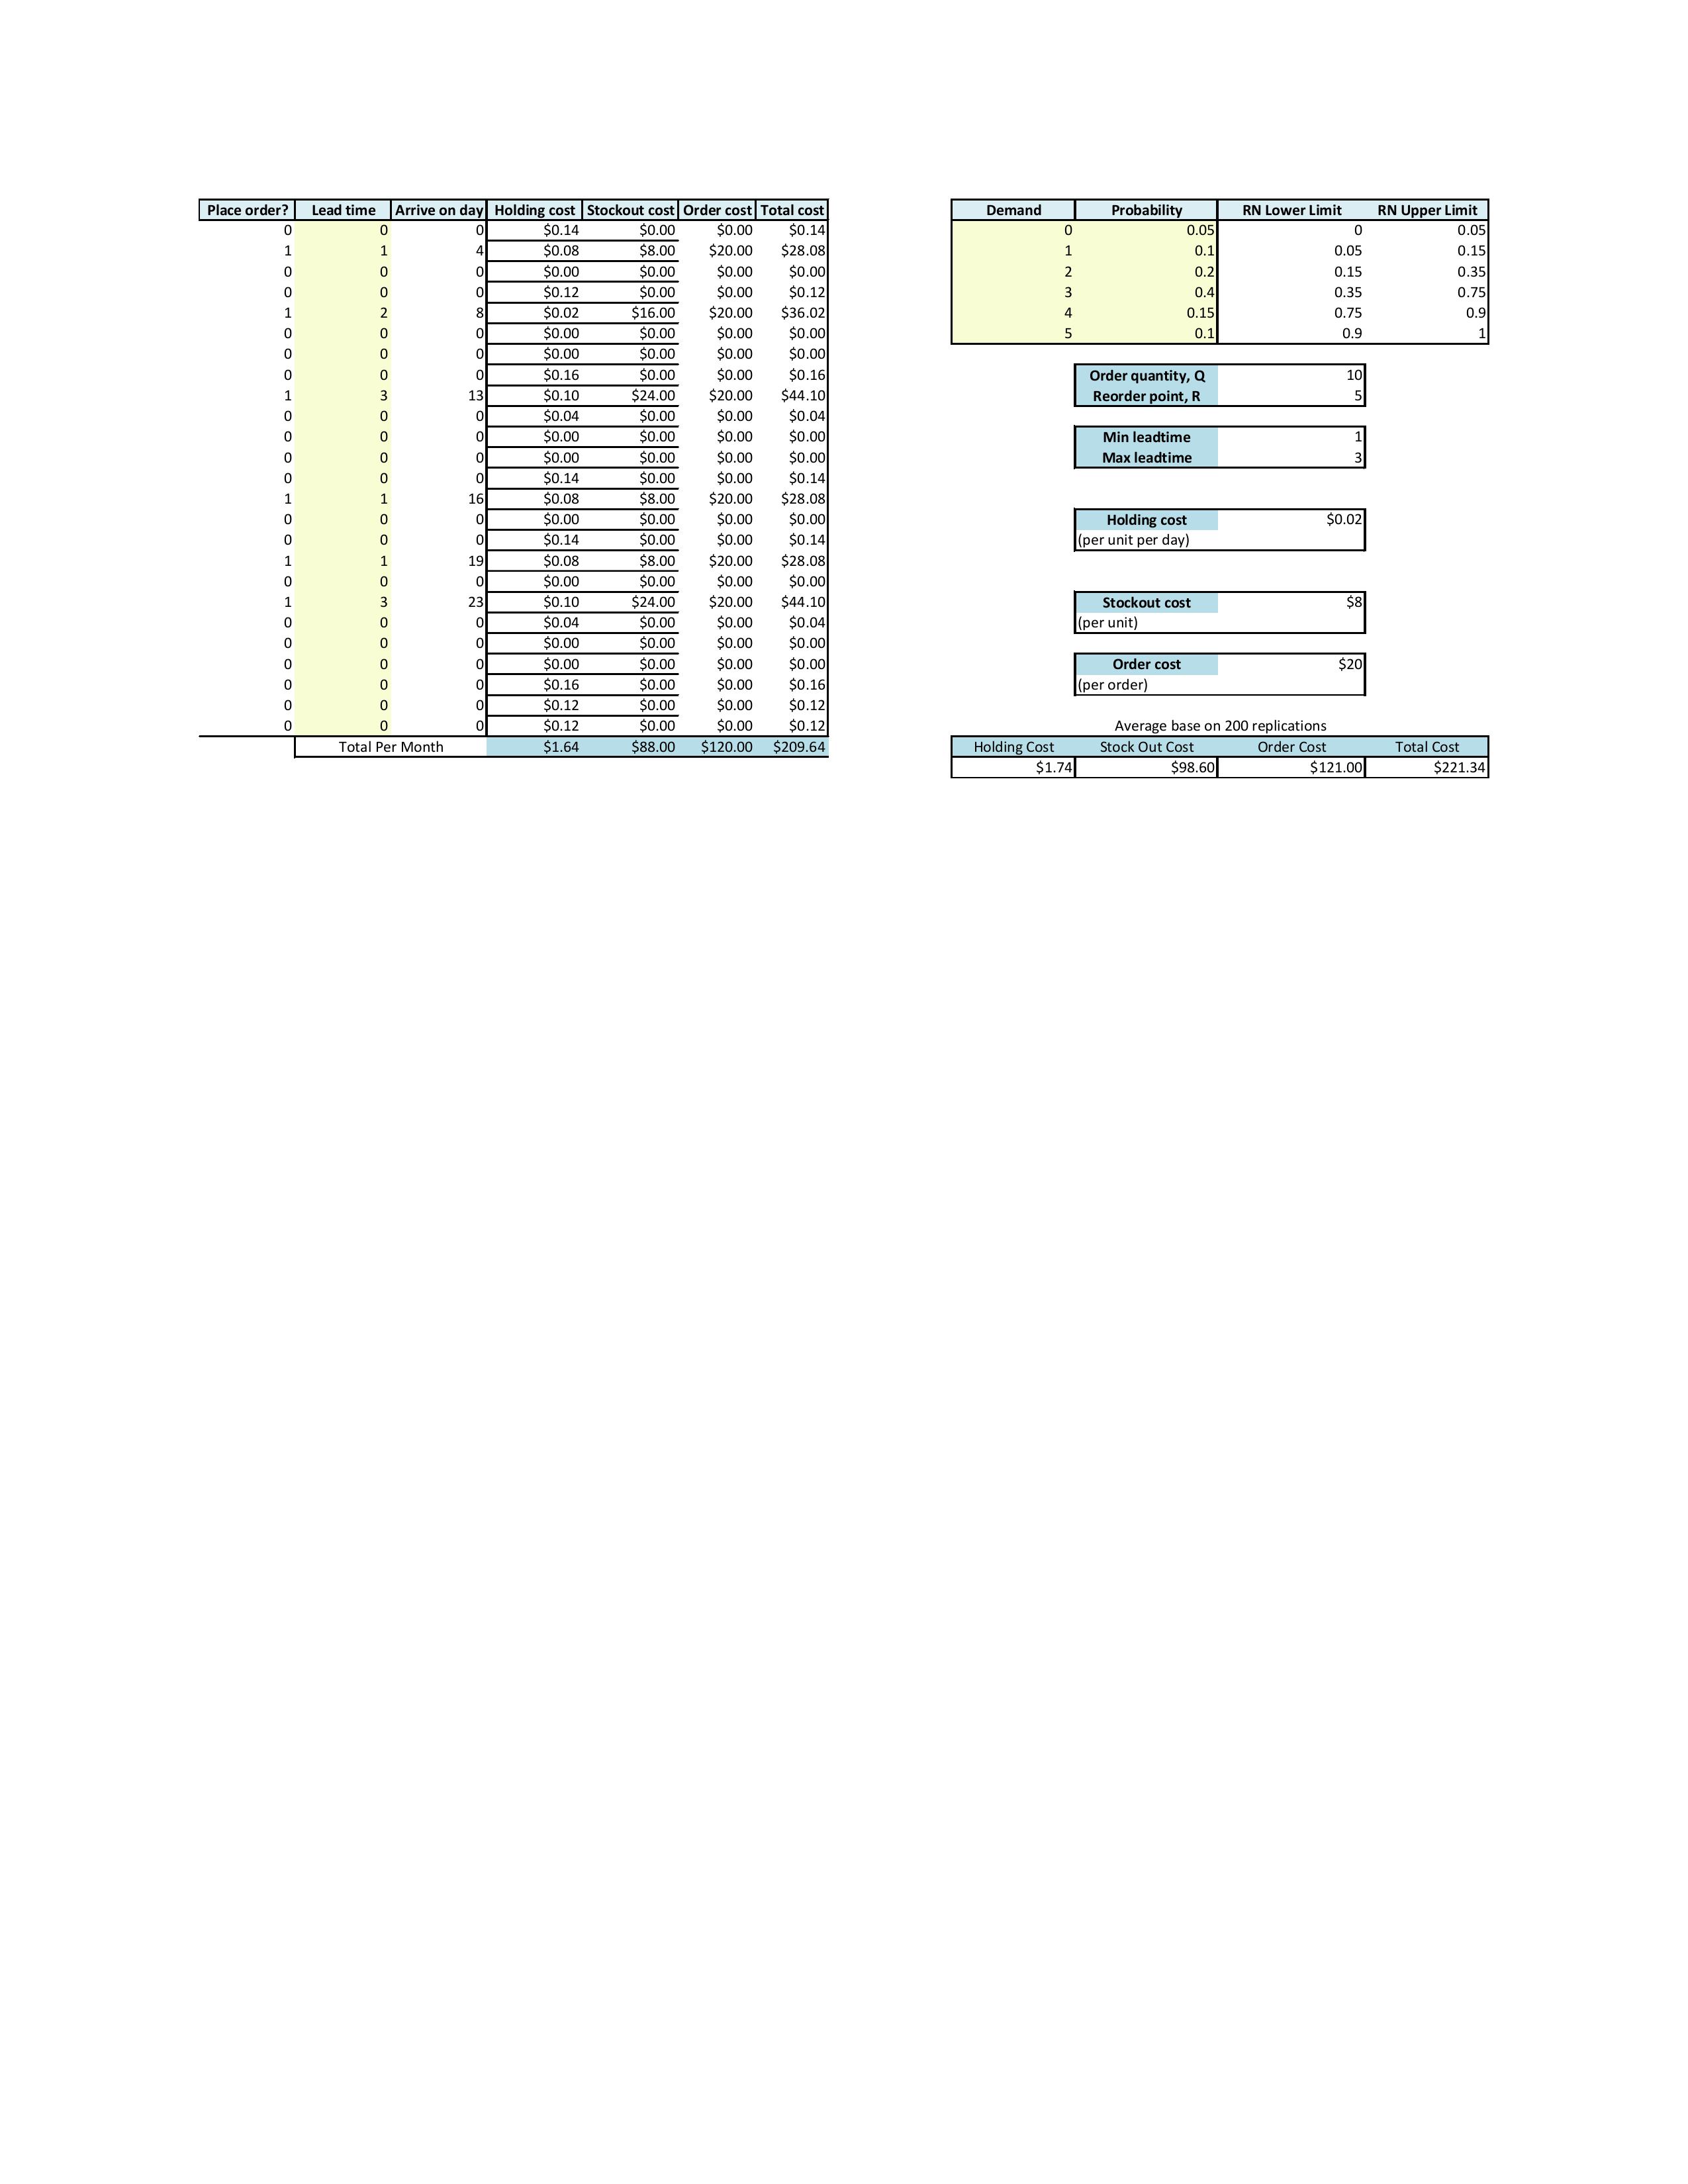 Place order? Lead time Arrive on day Holding cost Stockout cost Order cost Total cost
0 0 0 $0.14 $0.00 $0.00 $0.14
1 1 4 $0.08 $8.00 $20.00 $28.08
0 0 0 $0.00 $0.00 $0.00 $0.00
0 0 0 $0.12 $0.00 $0.00 $0.12
1 2 8 $0.02 $16.00 $20.00 $36.02
0 0 0 $0.00 $0.00 $0.00 $0.00
0 0 0 $0.00 $0.00 $0.00 $0.00
0 0 0 $0.16 $0.00 $0.00 $0.16
1 3 13 $0.10 $24.00 $20.00 $44.10
0 0 0 $0.04 $0.00 $0.00 $0.04
0 0 0 $0.00 $0.00 $0.00 $0.00
0 0 0 $0.00 $0.00 $0.00 $0.00
0 0 0 $0.14 $0.00 $0.00 $0.14
1 1 16 $0.08 $8.00 $20.00 $28.08
0 0 0 $0.00 $0.00 $0.00 $0.00
0 0 0 $0.14 $0.00 $0.00 $0.14
1 1 19 $0.08 $8.00 $20.00 $28.08
0 0 0 $0.00 $0.00 $0.00 $0.00
1 3 23 $0.10 $24.00 $20.00 $44.10
0 0 0 $0.04 $0.00 $0.00 $0.04
0 0 0 $0.00 $0.00 $0.00 $0.00
0 0 0 $0.00 $0.00 $0.00 $0.00
0 0 0 $0.16 $0.00 $0.00 $0.16
0 0 0 $0.12 $0.00 $0.00 $0.12
0 0 0 $0.12 $0.00 $0.00 $0.12
Total Per Month $1.64 $88.00 $120.00 $209.64
Demand Probability RN Lower Limit RN Upper Limit
0 0.05 0 0.05
1 0.1 0.05 0.15
2 0.2 0.15 0.35
3 0.4 0.35 0.75
4 0.15 0.75 0.9
5 0.1 0.9 1
Order quantity, Q 10
Reorder point, R 5
Min leadtime 1
Max leadtime 3
Holding cost $0.02
(per unit per day)
Stockout cost $8
(per unit)
Order cost $20
(per order)
Average base on 200 replications
Holding Cost Stock Out Cost Order Cost Total Cost
$1.74 $98.60 $121.00 $221.34